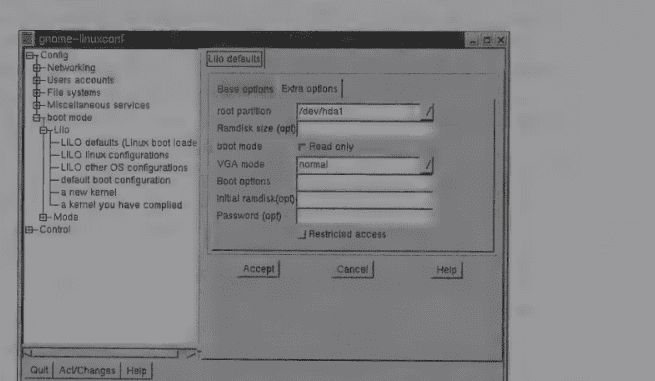 gnome-linuxconf
Config
Networking
Users accounts
File systems
Miscellaneous services
boot mode
Lilo
LILO defaults (Linux boot loade
LILO linux configurations
LILO other OS configurations
default boot configuration
a new kernel
a kernel you have compiled
Mode
Control
Lilo defaults
Base options Extra options
root partition /dev/hda1
Ramdisk size (opt)
boot mode Read only
VGA mode normal
Boot options
Initial ramdisk(opt)
Password (opt)
Restricted access
Accept Cancel Help
Quit Act/Changes Help